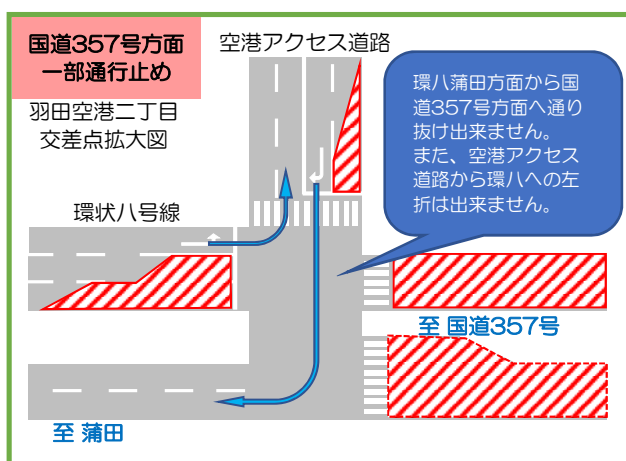 国道357号方面
一部通行止め
空港アクセス道路
羽田空港二丁目
交差点拡大図
環八蒲田方面から国
道357号方面へ通り
抜け出来ません。
また、空港アクセス
道路から環八への左
折は出来ません。
環状八号線
至 国道357号
至 蒲田